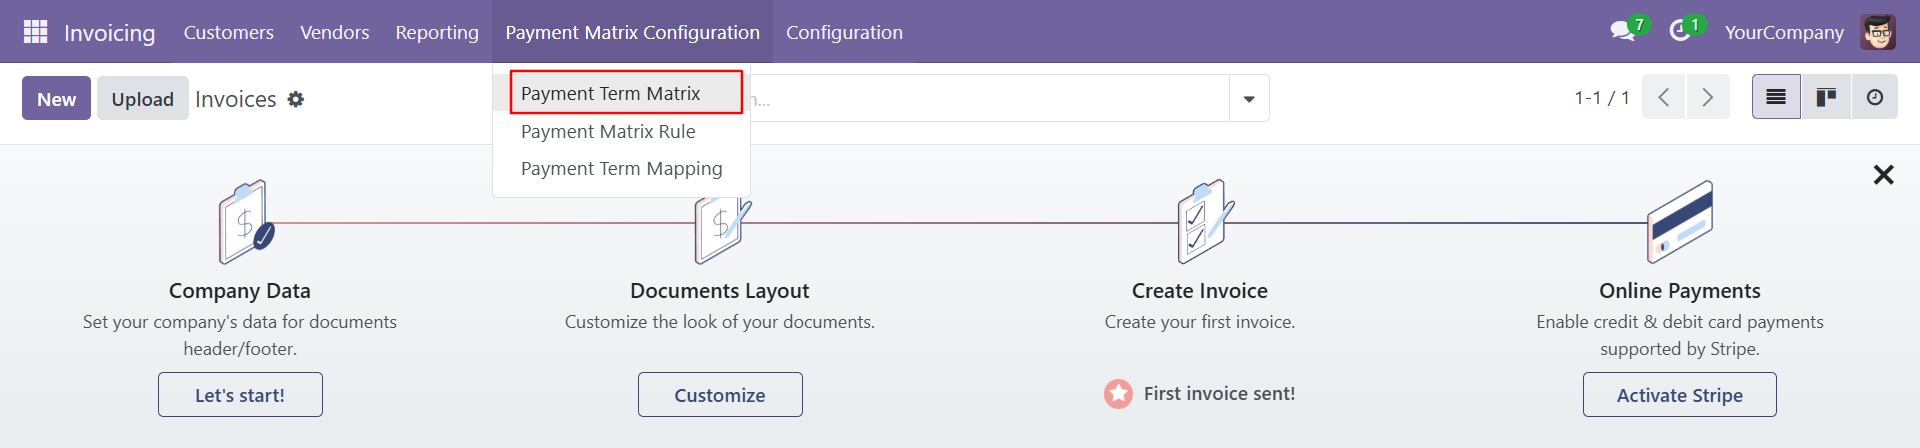 Invoicing Customers Vendors Reporting Payment Matrix Configuration Configuration 7 1 YourCompany
New Upload Invoices 1-1 / 1
Payment Term Matrix
Payment Matrix Rule
Payment Term Mapping
Company Data
Set your company's data for documents
header/footer.
Let's start!
Documents Layout
Customize the look of your documents.
Customize
Create Invoice
Create your first invoice.
First invoice sent!
Online Payments
Enable credit & debit card payments
supported by Stripe.
Activate Stripe